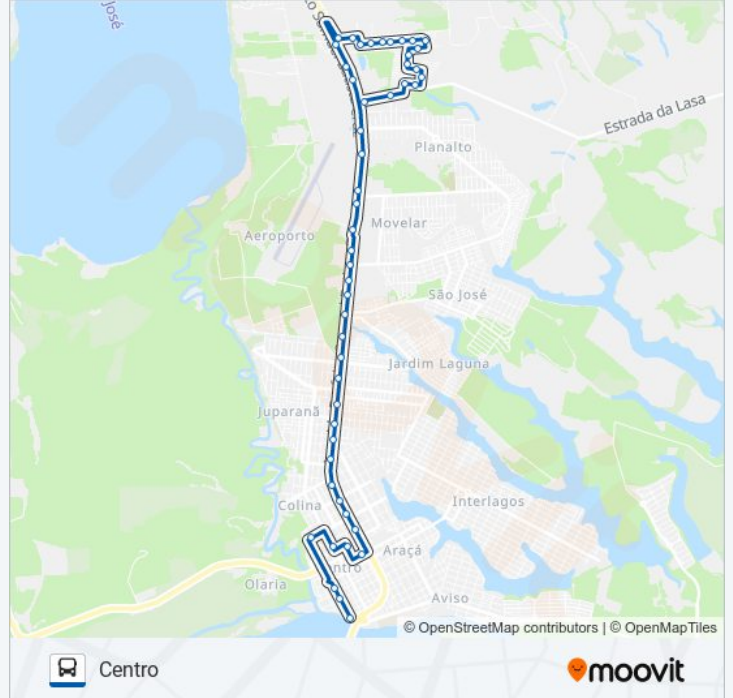 José
Estrada da Lasa
Planalto
Movelar
Aeroporto
São José
Jardim Laguna
Juparanã
Colina
Interlagos
Araçá
Olaria
Aviso
© OpenStreetMap contributors | © OpenMapTiles
Centro
moovit